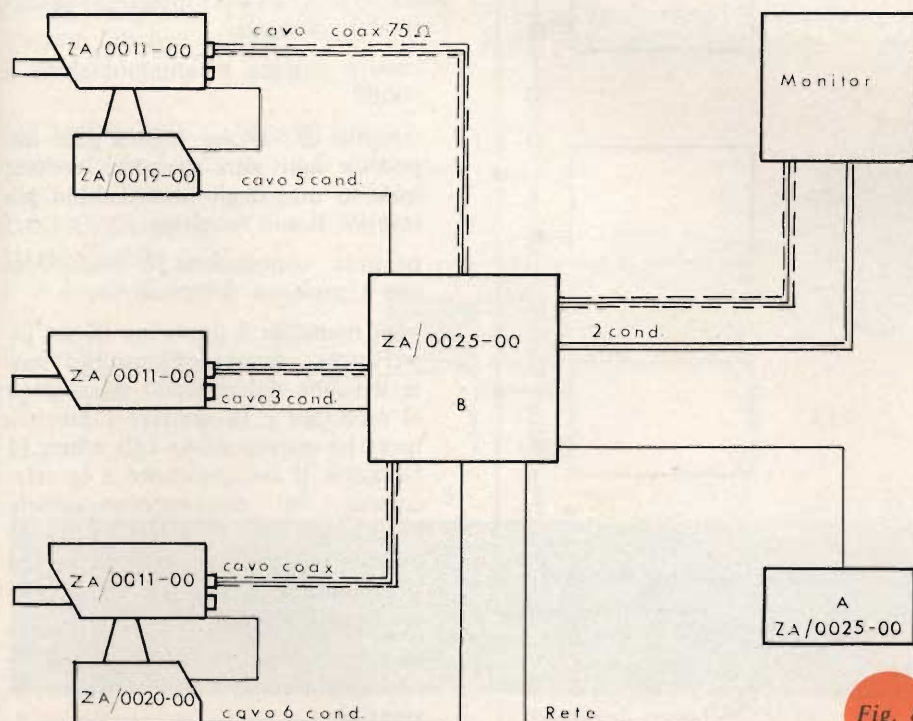 ZA/0011-00
cavo coax 75Ω
Monitor
ZA/0019-00
cavo 5 cond.
ZA/0025-00
B
2 cond.
ZA/0011-00
cavo 3 cond.
ZA/0011-00
cavo coax
A
ZA/0025-00
ZA/0020-00
cavo 6 cond.
Rete
Fig.